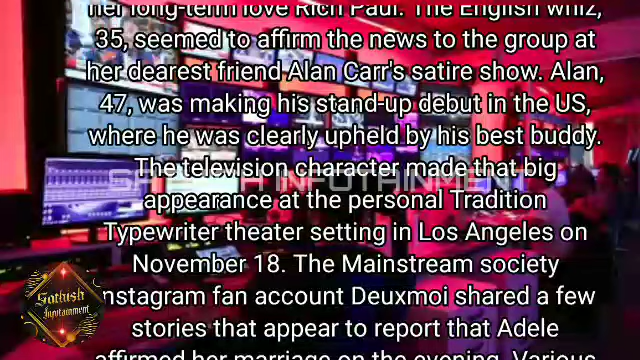 her long-term love Rich Paul. The English whiz,
35, seemed to affirm the news to the group at
her dearest friend Alan Carr's satire show. Alan,
47, was making his stand-up debut in the US,
where he was clearly upheld by his best buddy.
The television character made that big
appearance at the personal Tradition
Typewriter theater setting in Los Angeles on
November 18. The Mainstream society
Instagram fan account Deuxmoi shared a few
stories that appear to report that Adele
affirmed her marriage on the evening. Various
INFOTAINMENT
Sathish
Infotainment